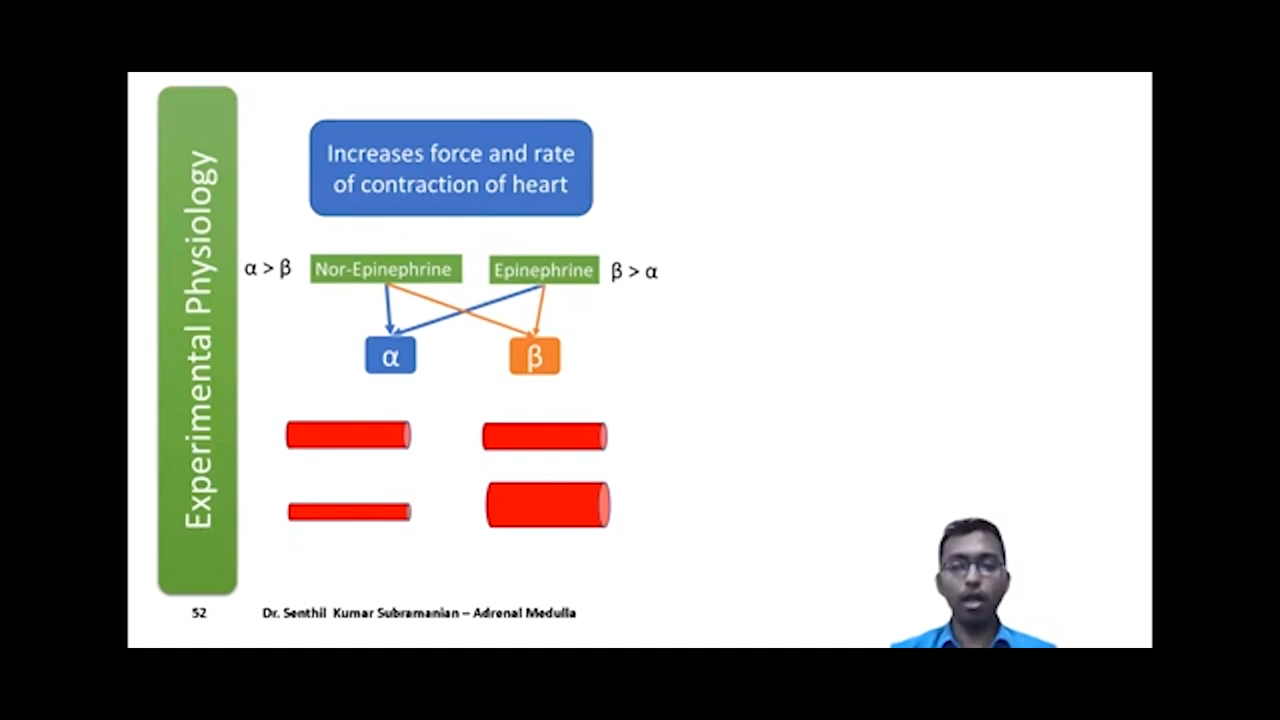 Experimental Physiology
Increases force and rate
of contraction of heart
α > β
Nor-Epinephrine
Epinephrine
β > α
α
β
52
Dr. Senthil Kumar Subramanian – Adrenal Medulla